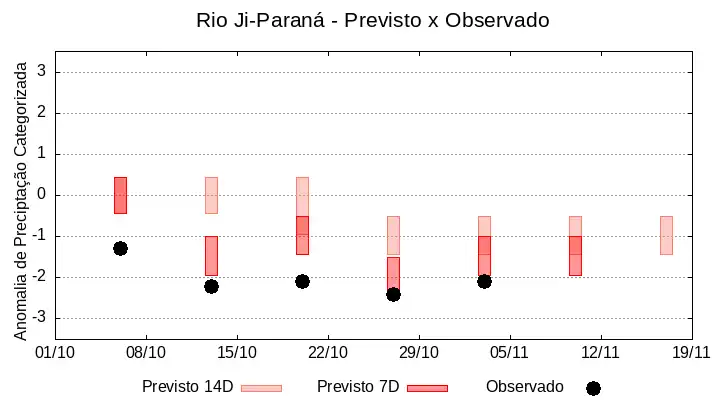 Rio Ji-Paraná - Previsto x Observado
Anomalia de Preciptação Categorizada
3
2
1
0
-1
-2
-3
01/10 08/10 15/10 22/10 29/10 05/11 12/11 19/11
Previsto 14D Previsto 7D Observado